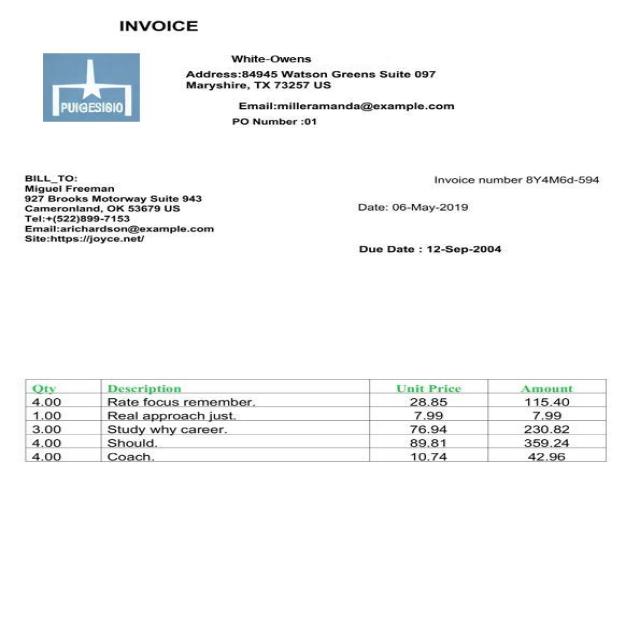 INVOICE
White-Owens
Address:84945 Watson Greens Suite 097
Maryshire, TX 73257 US
PUIGESIGIO
Email:milleramanda@example.com
PO Number :01
BILL_TO:
Miguel Freeman
927 Brooks Motorway Suite 943
Cameronland, OK 53679 US
Tel:+(522)899-7153
Email:arichardson@example.com
Site:https://joyce.net/
Invoice number 8Y4M6d-594
Date: 06-May-2019
Due Date : 12-Sep-2004
Qty Description Unit Price Amount
4.00 Rate focus remember. 28.85 115.40
1.00 Real approach just. 7.99 7.99
3.00 Study why career. 76.94 230.82
4.00 Should. 89.81 359.24
4.00 Coach. 10.74 42.96